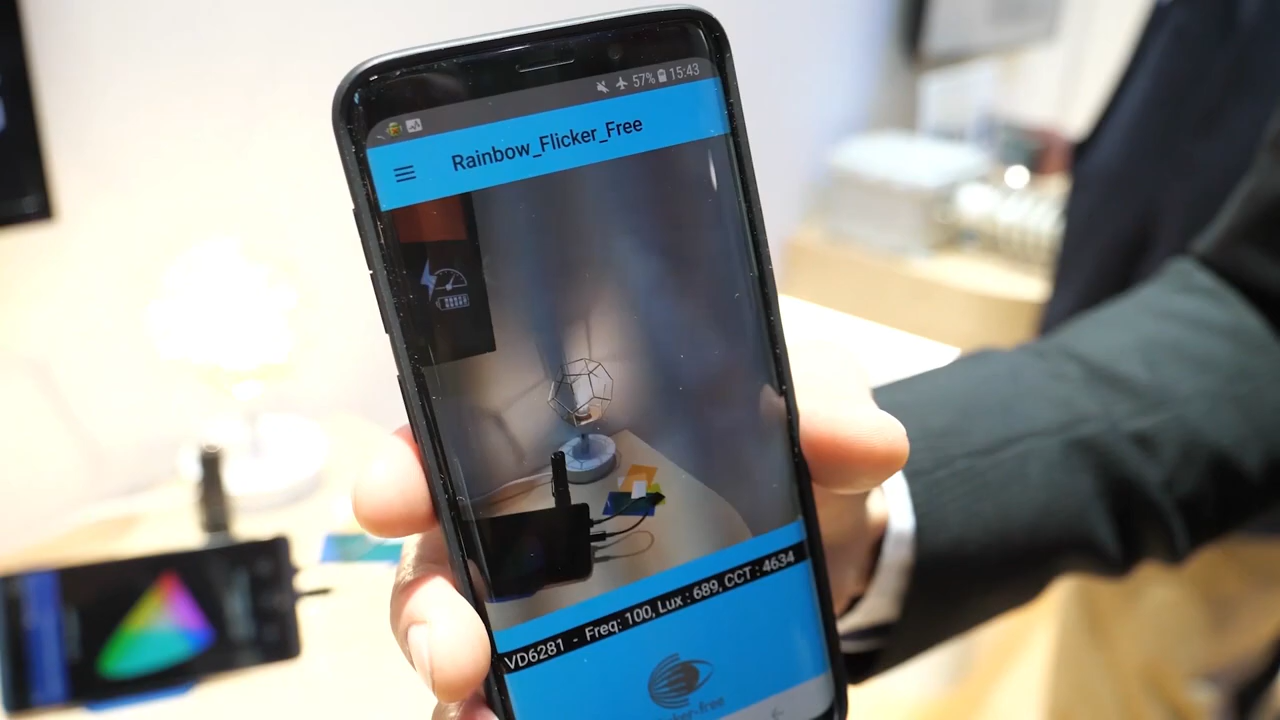 57% 15:43
Rainbow_Flicker_Free
VD6281 - Freq: 100, Lux : 689, CCT : 4634